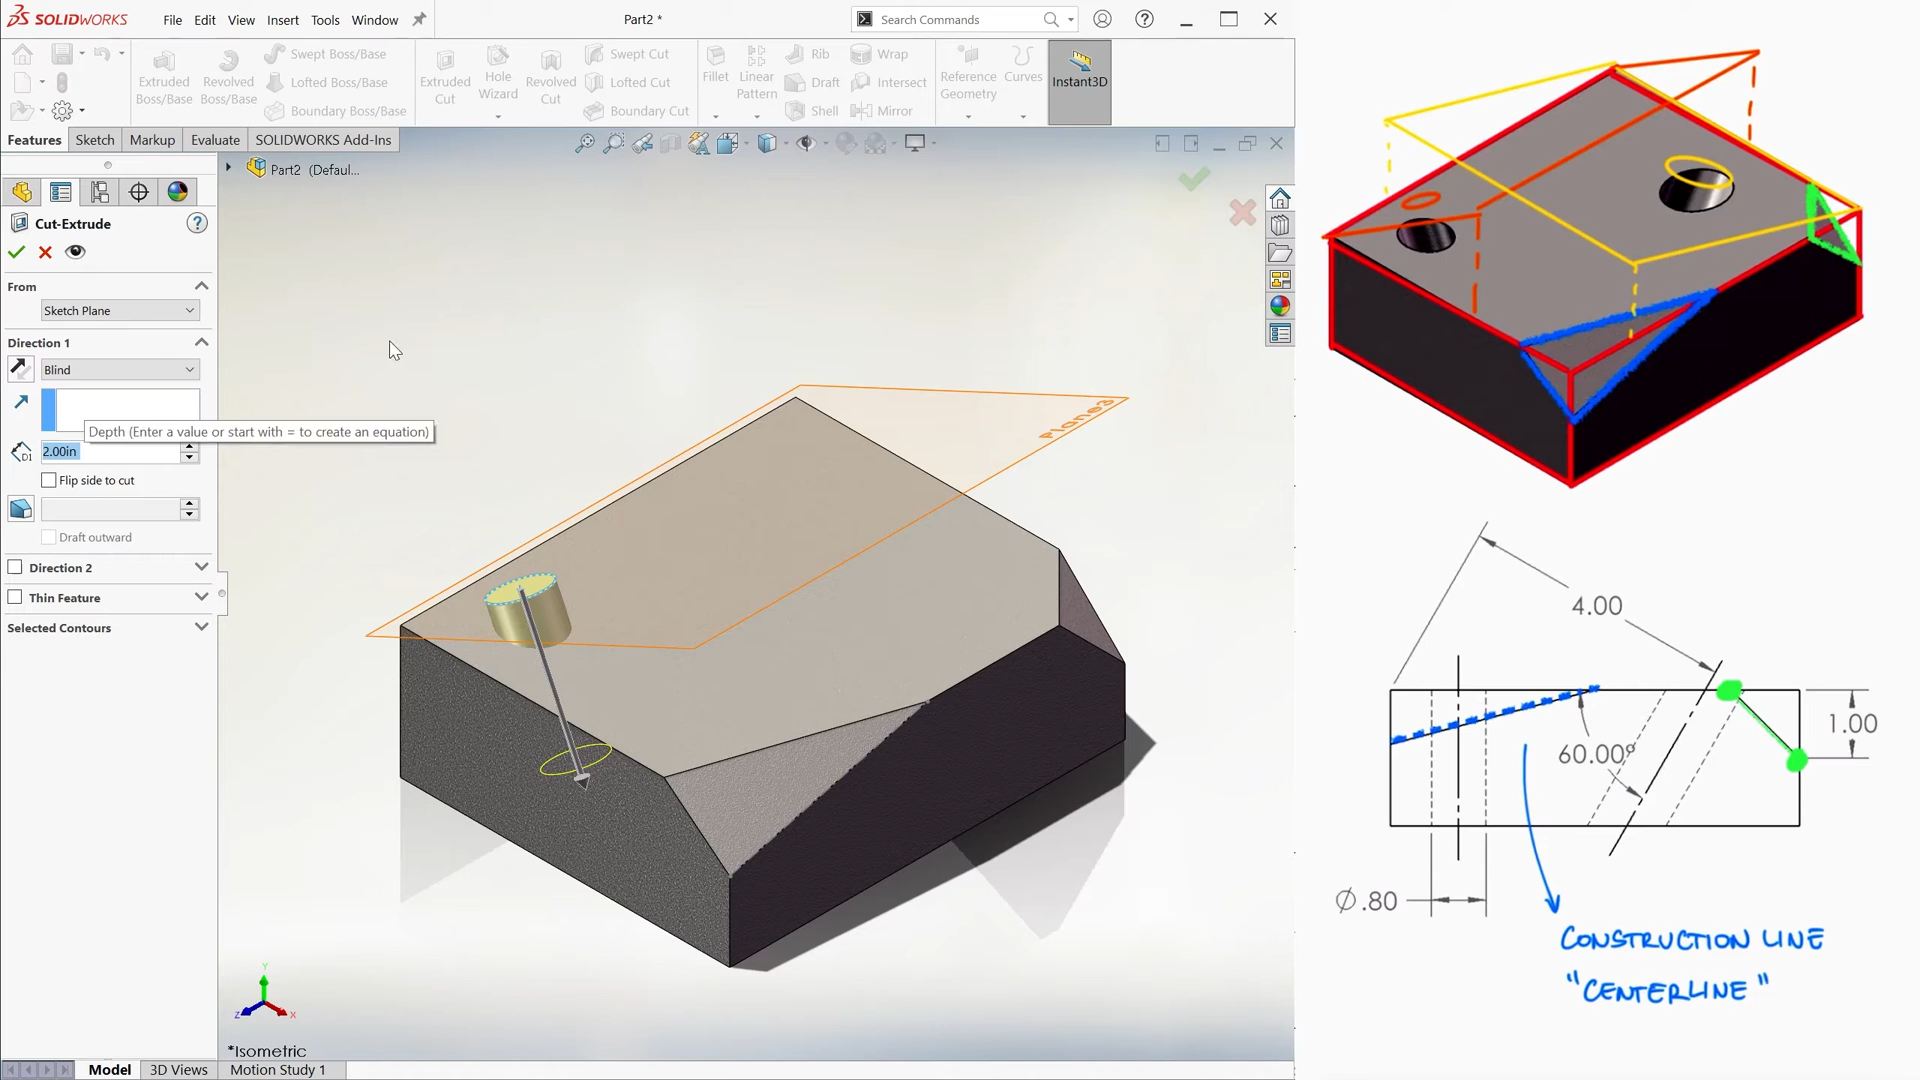 SOLIDWORKS File Edit View Insert Tools Window Part2 * Search Commands
Extruded Boss/Base
Revolved Boss/Base
Swept Boss/Base
Lofted Boss/Base
Boundary Boss/Base
Extruded Cut
Hole Wizard
Revolved Cut
Swept Cut
Lofted Cut
Boundary Cut
Fillet
Linear Pattern
Rib
Draft
Shell
Wrap
Intersect
Mirror
Reference Geometry
Curves
Instant3D
Features Sketch Markup Evaluate SOLIDWORKS Add-Ins
Part2 (Defaul...
Cut-Extrude
From
Sketch Plane
Direction 1
Blind
Depth (Enter a value or start with = to create an equation)
D1 2.00in
Flip side to cut
Draft outward
Direction 2
Thin Feature
Selected Contours
Plane3
Y
Z
X
*Isometric
Model 3D Views Motion Study 1
4.00
1.00
60.00°
Ø.80
CONSTRUCTION LINE
"CENTERLINE"